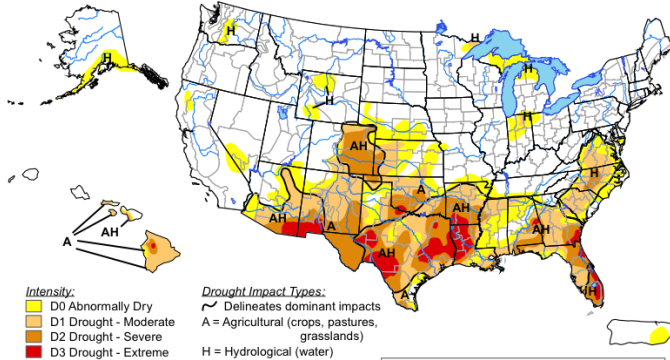 H
H
H
H
H
H
AH
A
AH
H
AH
A
AH
AH
A
H
A
AH
Intensity:
D0 Abnormally Dry
D1 Drought - Moderate
D2 Drought - Severe
D3 Drought - Extreme
Drought Impact Types:
Delineates dominant impacts
A = Agricultural (crops, pastures,
grasslands)
H = Hydrological (water)